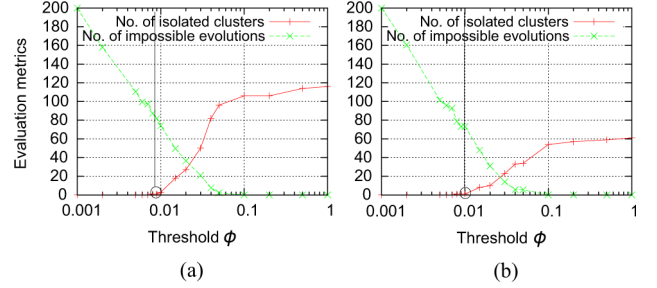 No. of isolated clusters
No. of impossible evolutions
Evaluation metrics
200
180
160
140
120
100
80
60
40
20
0
0.001 0.01 0.1 1
Threshold ϕ
(a)
No. of isolated clusters
No. of impossible evolutions
200
180
160
140
120
100
80
60
40
20
0
0.001 0.01 0.1 1
Threshold ϕ
(b)